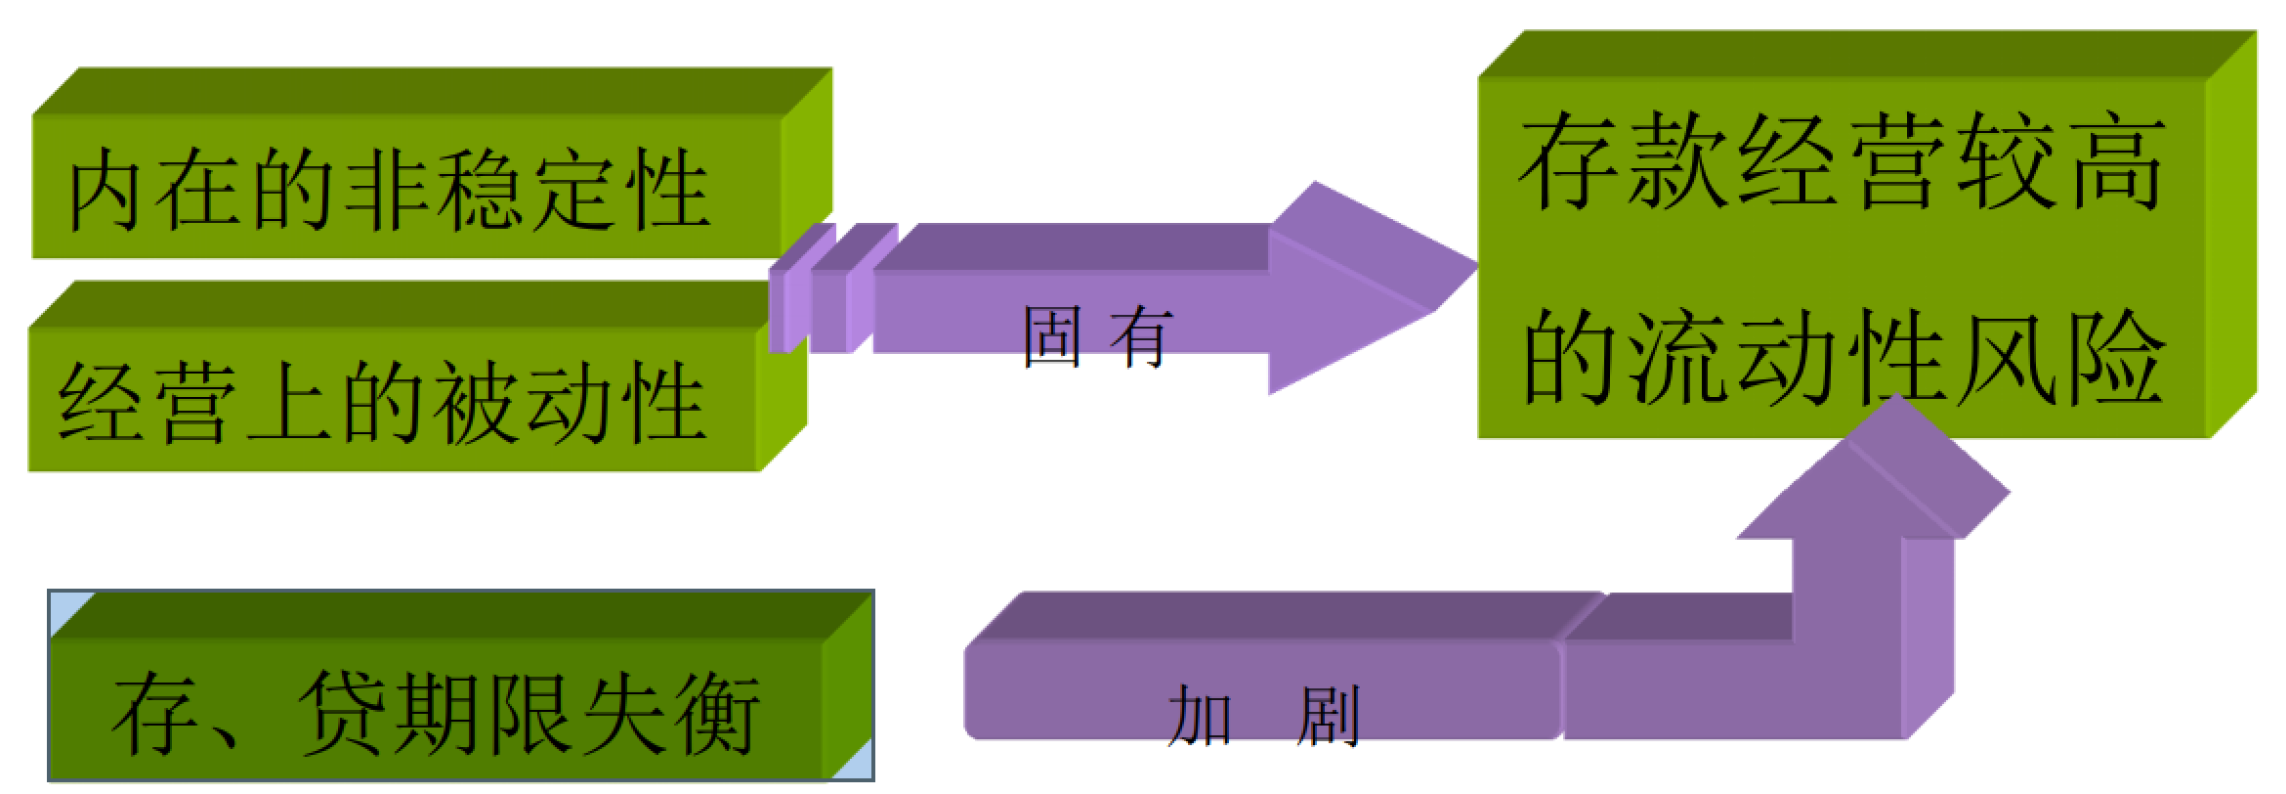 内在的非稳定性
经营上的被动性
固有
存款经营较高
的流动性风险
存、贷期限失衡
加剧